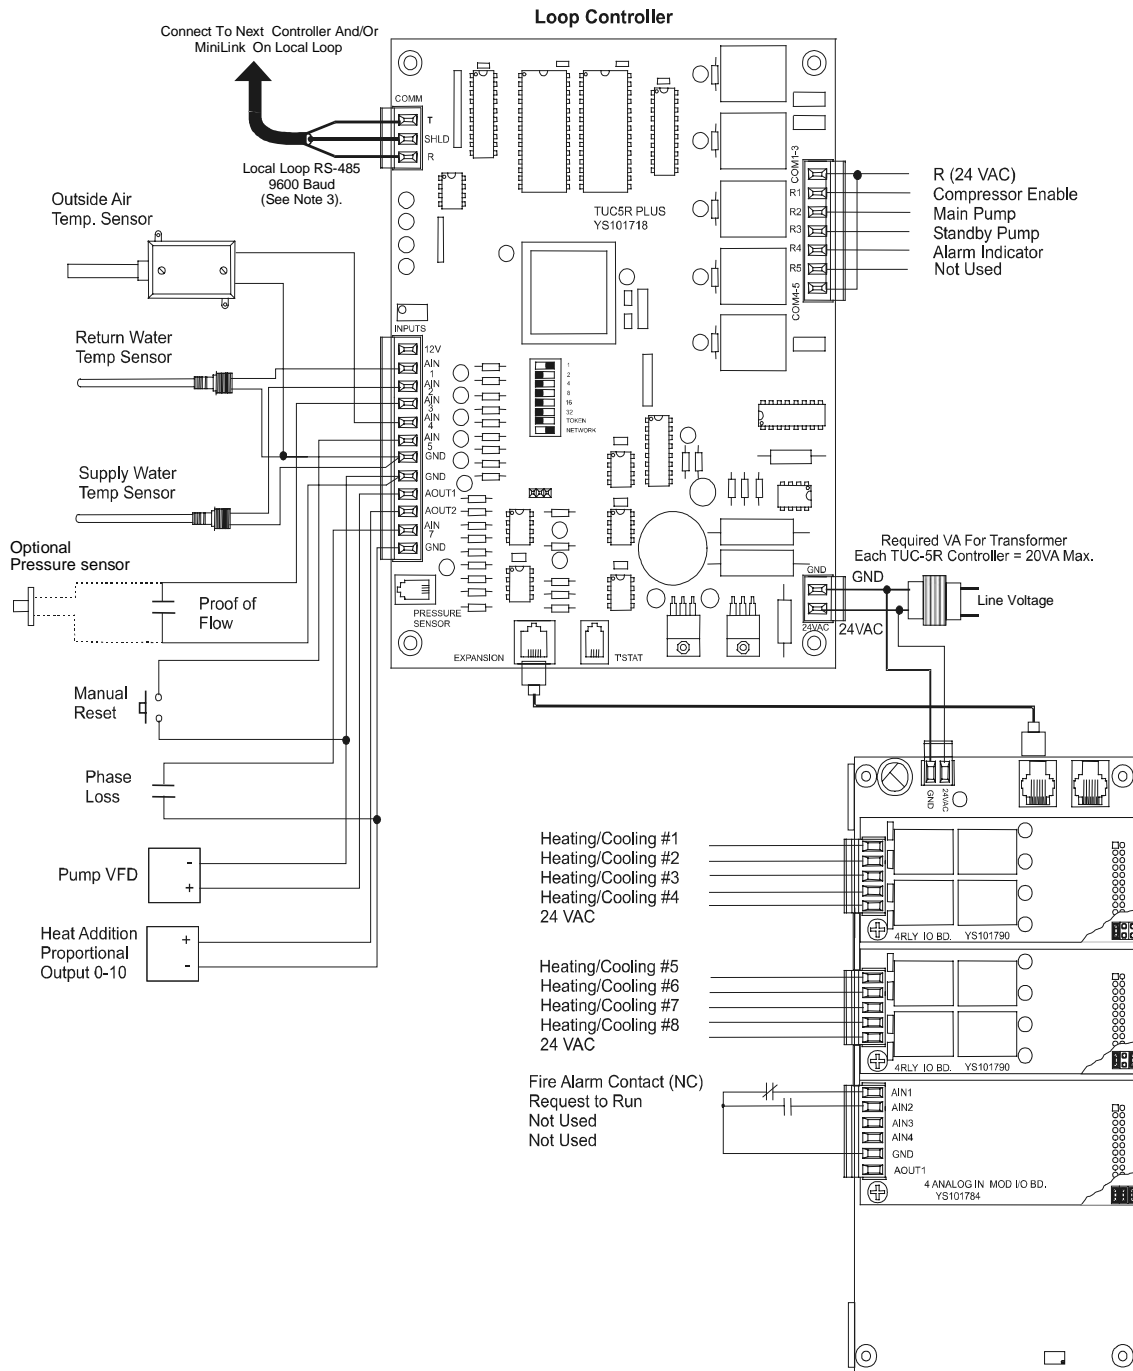 Loop Controller
Connect To Next Controller And/Or
MiniLink On Local Loop
COMM
T
SHLD
R
Local Loop RS-485
9600 Baud
(See Note 3).
Outside Air
Temp. Sensor
Return Water
Temp Sensor
Supply Water
Temp Sensor
Optional
Pressure sensor
Proof of
Flow
Manual
Reset
Phase
Loss
Pump VFD
-
+
Heat Addition
Proportional
Output 0-10
+
-
INPUTS
12V
AIN
1
AIN
2
AIN
3
AIN
4
AIN
5
GND
GND
AOUT1
AOUT2
AIN
7
GND
PRESSURE
SENSOR
EXPANSION
T'STAT
TUC5R PLUS
YS101718
1
2
4
8
16
32
TOKEN
NETWORK
COM1-3
R1
R2
R3
R4
R5
COM4-5
R (24 VAC)
Compressor Enable
Main Pump
Standby Pump
Alarm Indicator
Not Used
Required VA For Transformer
Each TUC-5R Controller = 20VA Max.
GND
GND
24VAC
24VAC
Line Voltage
GND
24VAC
Heating/Cooling #1
Heating/Cooling #2
Heating/Cooling #3
Heating/Cooling #4
24 VAC
4RLY IO BD. YS101790
Heating/Cooling #5
Heating/Cooling #6
Heating/Cooling #7
Heating/Cooling #8
24 VAC
4RLY IO BD. YS101790
Fire Alarm Contact (NC)
Request to Run
Not Used
Not Used
AIN1
AIN2
AIN3
AIN4
GND
AOUT1
4 ANALOG IN MOD I/O BD.
YS101784